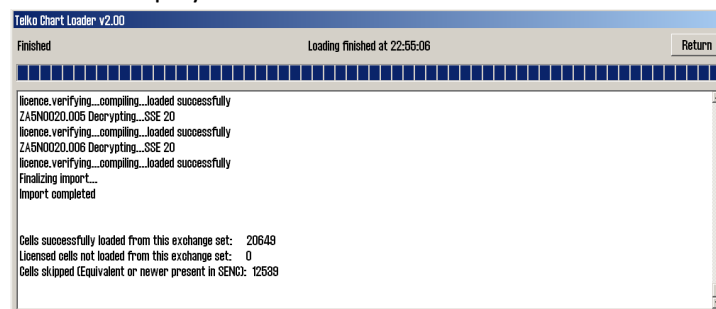 Telko Chart Loader v2.00
Finished Loading finished at 22:55:06 Return
licence.verifying...compiling...loaded successfully
ZA5N0020.005 Decrypting...SSE 20
licence.verifying...compiling...loaded successfully
ZA5N0020.006 Decrypting...SSE 20
licence.verifying...compiling...loaded successfully
Finalizing import...
Import completed
Cells successfully loaded from this exchange set: 20649
Licensed cells not loaded from this exchange set: 0
Cells skipped (Equivalent or newer present in SENC): 12539